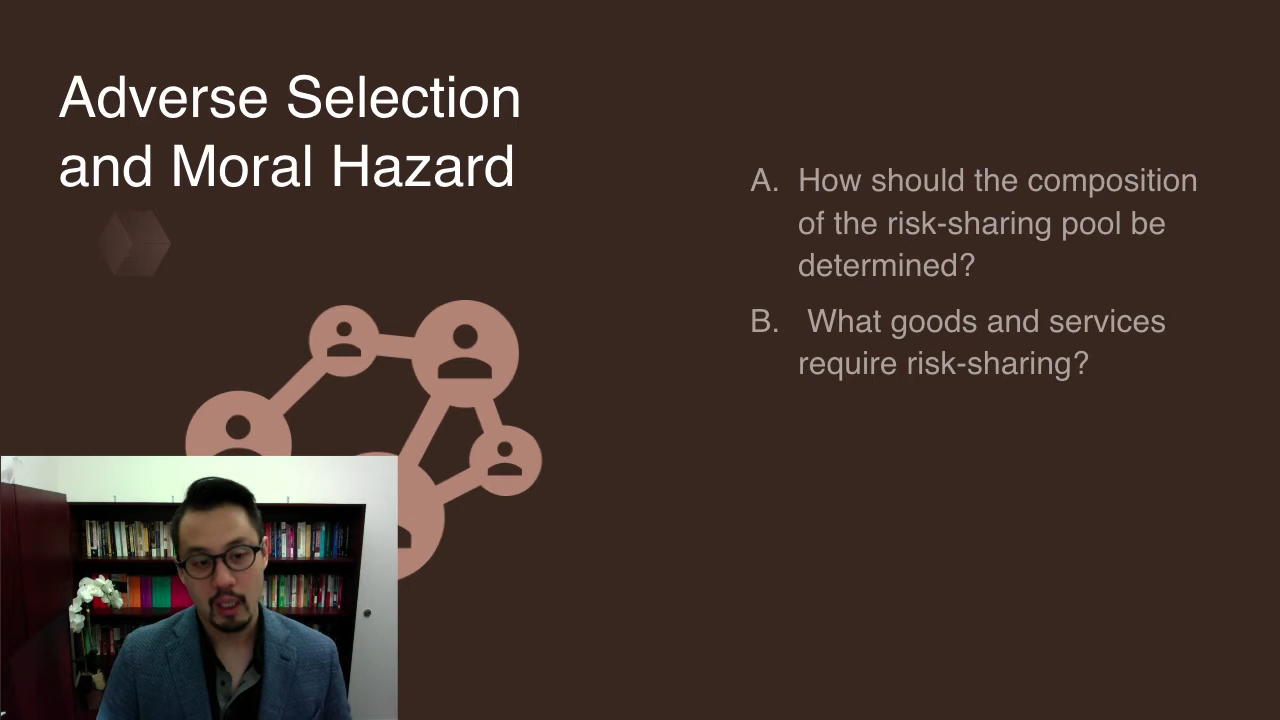 Adverse Selection
and Moral Hazard
A. How should the composition
of the risk-sharing pool be
determined?
B. What goods and services
require risk-sharing?